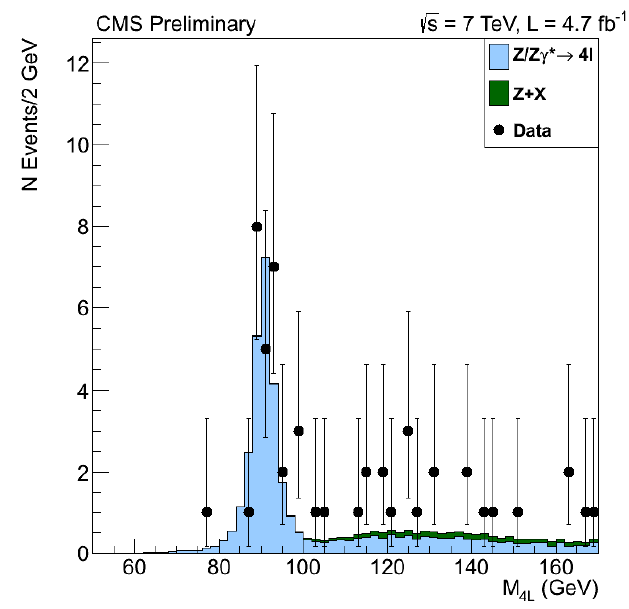 CMS Preliminary
√s = 7 TeV, L = 4.7 fb⁻¹
N Events/2 GeV
12
10
8
6
4
2
0
Z/Zγ*→ 4l
Z+X
Data
60
80
100
120
140
160
M4L (GeV)